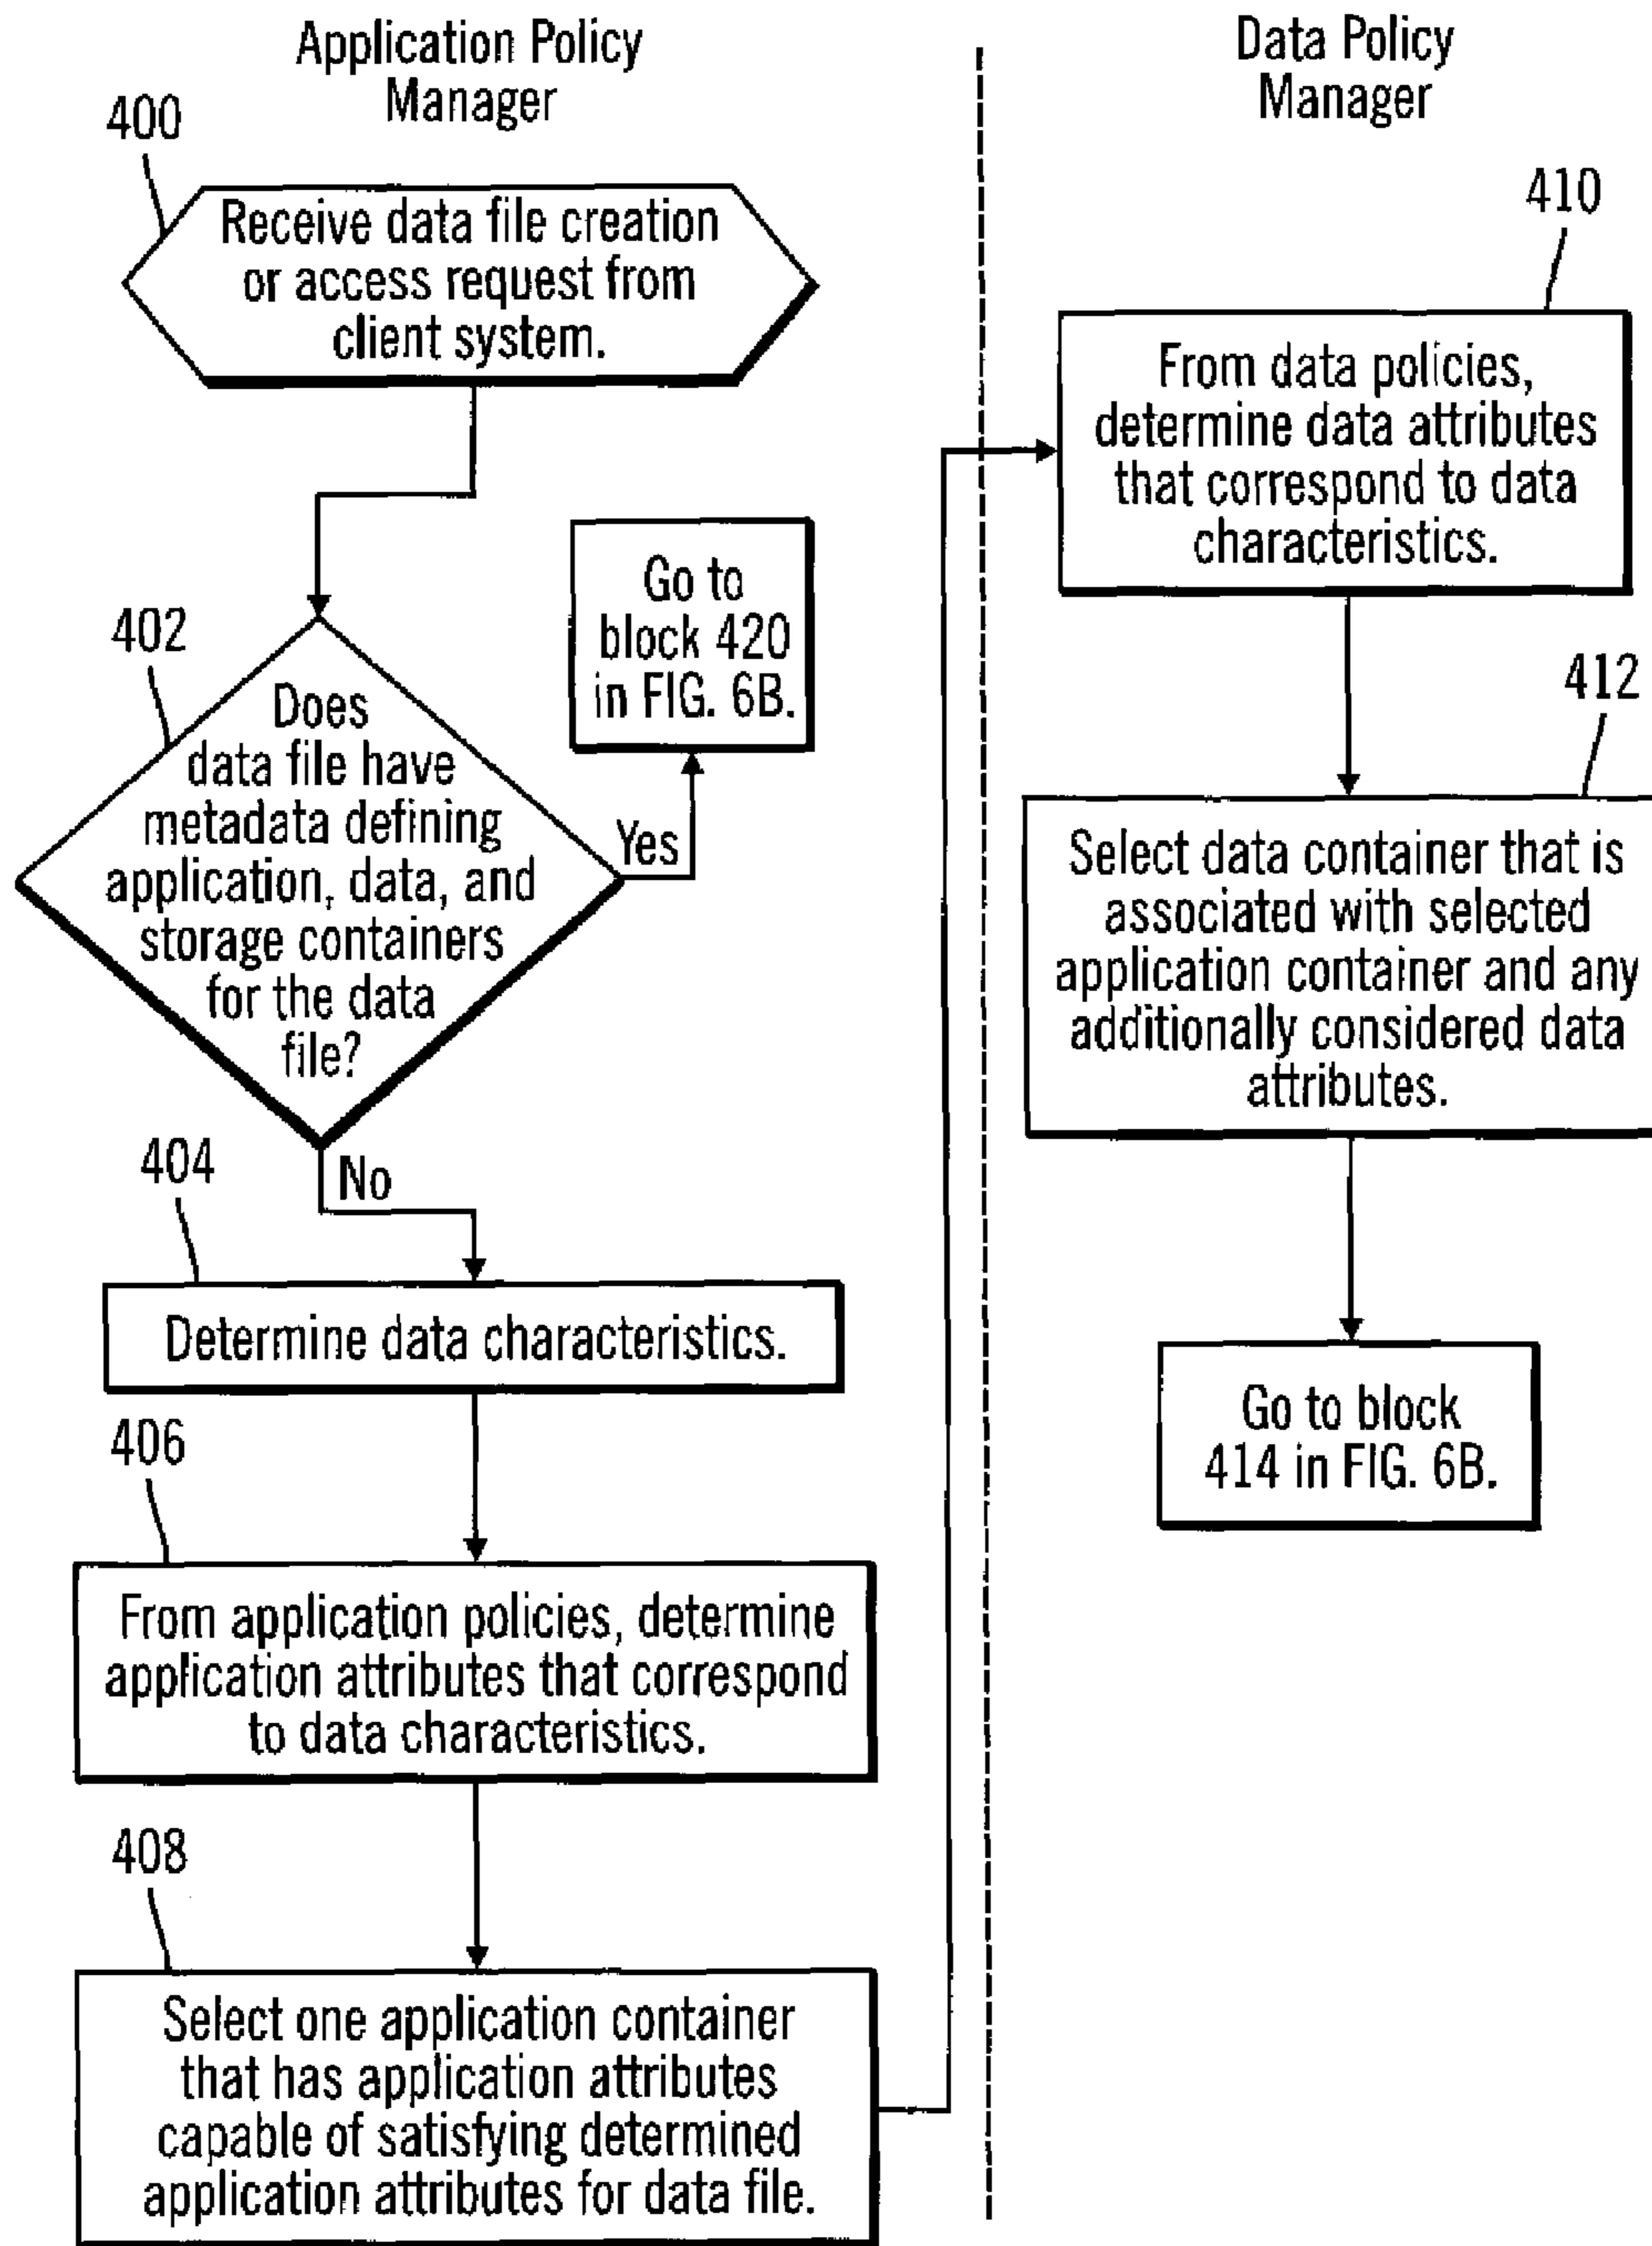 Application Policy
Manager
400
Receive data file creation
or access request from
client system.
402
Does
data file have
metadata defining
application, data, and
storage containers
for the data
file?
Yes
Go to
block 420
in FIG. 6B.
No
404
Determine data characteristics.
406
From application policies, determine
application attributes that correspond
to data characteristics.
408
Select one application container
that has application attributes
capable of satisfying determined
application attributes for data file.
Data Policy
Manager
410
From data policies,
determine data attributes
that correspond to data
characteristics.
412
Select data container that is
associated with selected
application container and any
additionally considered data
attributes.
Go to block
414 in FIG. 6B.